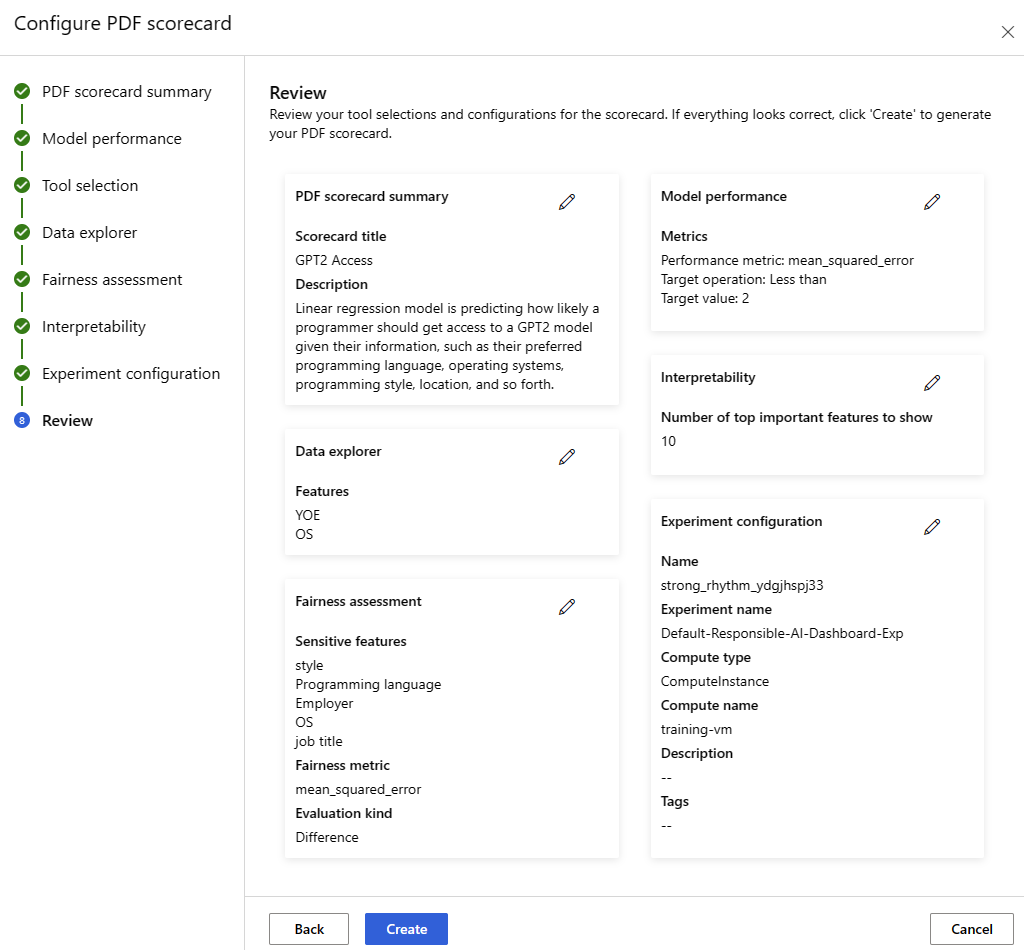 Configure PDF scorecard
PDF scorecard summary
Model performance
Tool selection
Data explorer
Fairness assessment
Interpretability
Experiment configuration
8
Review
Review
Review your tool selections and configurations for the scorecard. If everything looks correct, click 'Create' to generate
your PDF scorecard.
PDF scorecard summary
Scorecard title
GPT2 Access
Description
Linear regression model is predicting how likely a
programmer should get access to a GPT2 model
given their information, such as their preferred
programming language, operating systems,
programming style, location, and so forth.
Data explorer
Features
YOE
OS
Fairness assessment
Sensitive features
style
Programming language
Employer
OS
job title
Fairness metric
mean_squared_error
Evaluation kind
Difference
Model performance
Metrics
Performance metric: mean_squared_error
Target operation: Less than
Target value: 2
Interpretability
Number of top important features to show
10
Experiment configuration
Name
strong_rhythm_ydgjhspj33
Experiment name
Default-Responsible-AI-Dashboard-Exp
Compute type
ComputeInstance
Compute name
training-vm
Description
--
Tags
--
Back
Create
Cancel